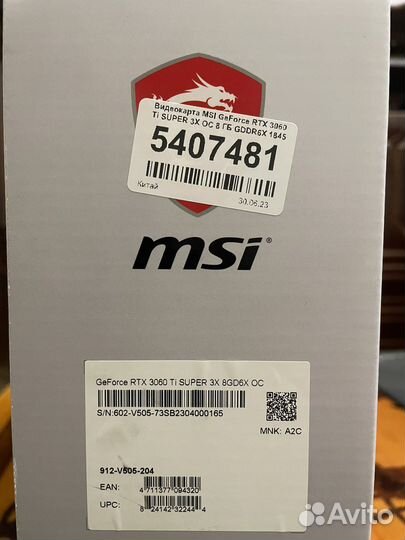 Видеокарта MSI GeForce RTX 3060
Ti SUPER 3X OC 8 ГБ GDDR6X 1845
5407481
Китай 30.06.23
msi®
GeForce RTX 3060 Ti SUPER 3X 8GD6X OC
S/N:602-V505-73SB2304000165
MNK: A2C
912-V505-204
EAN: 4 711377 094320
UPC: 8 24142 32244 4
Avito